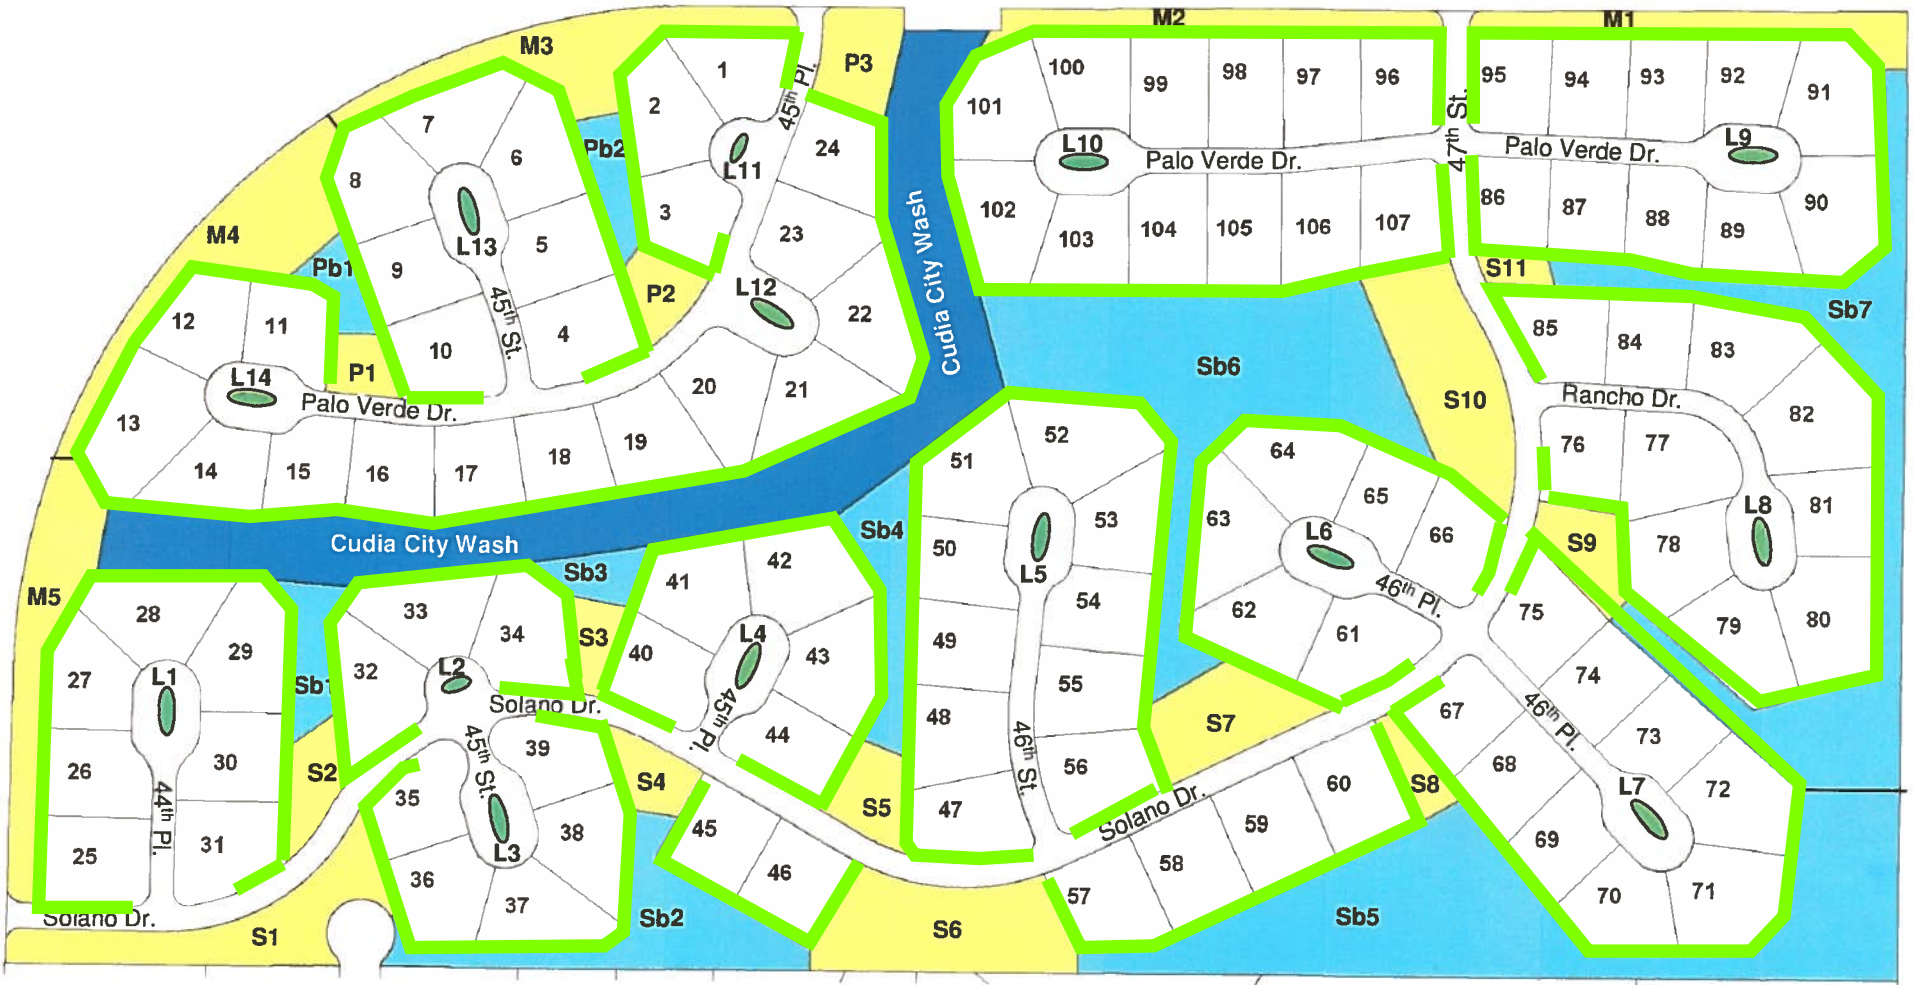 M2
M1
M3
1
45th Pl.
P3
100
99
98
97
96
95
94
93
92
91
101
2
7
6
Pb2
24
L11
L10
Palo Verde Dr.
47th St.
Palo Verde Dr.
L9
8
3
23
102
103
104
105
106
107
86
87
88
89
90
M4
L13
5
Pb1
9
45th St.
P2
L12
22
Cudia City Wash
Cudia City Wash
S11
Sb7
12
11
10
4
85
84
83
L14
P1
Palo Verde Dr.
20
21
Sb6
S10
Rancho Dr.
82
13
14
15
16
17
18
19
51
52
64
76
77
65
63
66
53
50
Sb4
L6
L5
S9
78
L8
81
Cudia City Wash
Sb3
42
41
54
46th Pl.
62
61
75
79
80
M5
28
29
33
34
S3
40
L4
43
49
27
L1
Sb1
32
L2
Solano Dr.
45th Pl.
55
74
48
S7
67
46th Pl.
73
26
30
S2
45th St.
39
44
46th St.
56
68
44th Pl.
35
S4
S5
47
Solano Dr.
60
S8
L7
72
25
31
L3
38
45
59
69
36
46
58
37
57
70
71
Solano Dr.
S1
Sb2
S6
Sb5